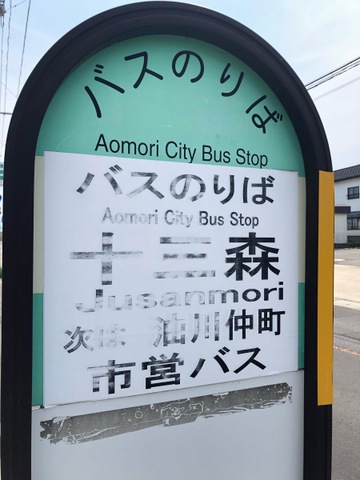 バスのりば
Aomori City Bus Stop
バスのりば
Aomori City Bus Stop
十三森
Jusanmori
次は 油川仲町
市営バス